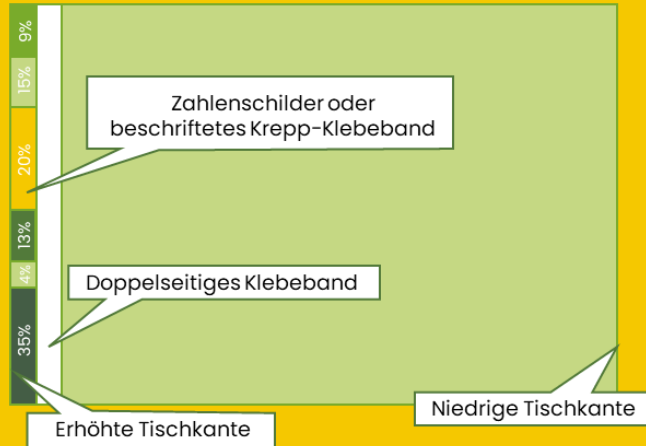 9%
15%
Zahlenschilder oder
beschriftetes Krepp-Klebeband
20%
13%
4%
Doppelseitiges Klebeband
35%
Niedrige Tischkante
Erhöhte Tischkante